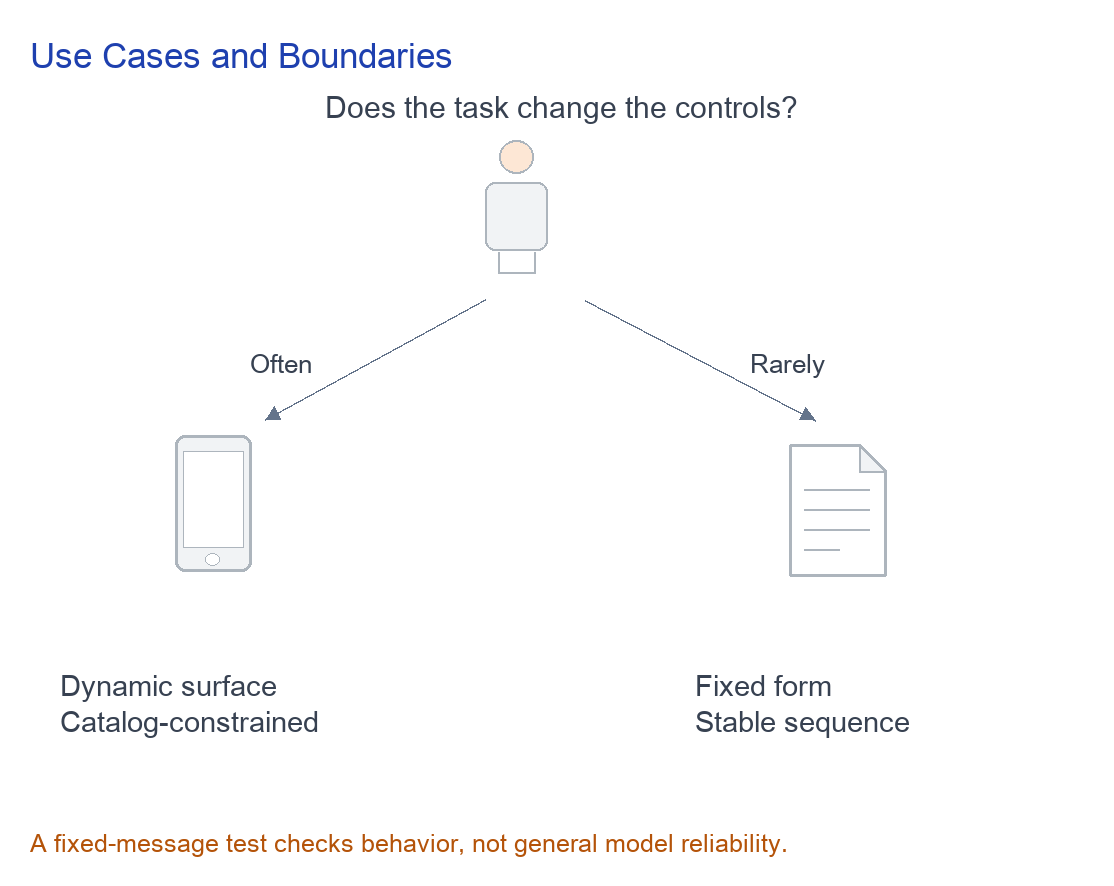 Use Cases and Boundaries
Does the task change the controls?
Often
Rarely
Dynamic surface
Catalog-constrained
Fixed form
Stable sequence
A fixed-message test checks behavior, not general model reliability.